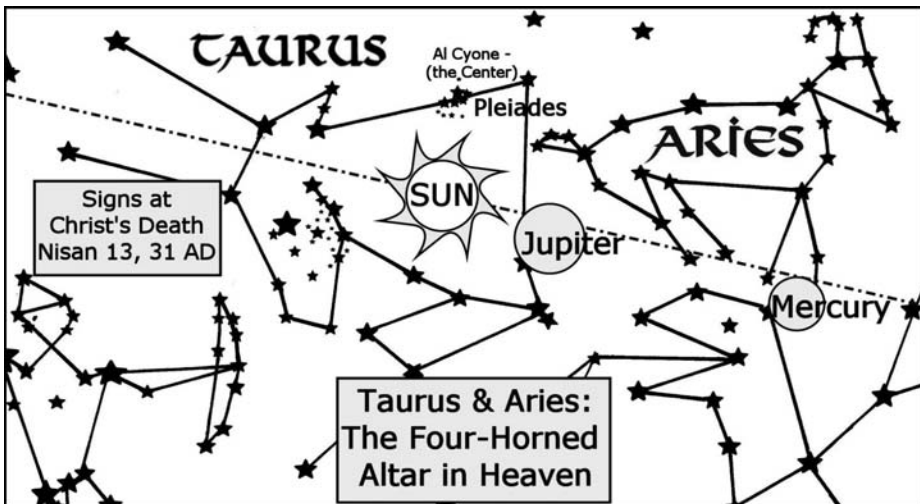 TAURUS
Al Cyone -
(the Center)
Pleiades
ARIES
SUN
Signs at
Christ's Death
Nisan 13, 31 AD
Jupiter
Mercury
Taurus & Aries:
The Four-Horned
Altar in Heaven